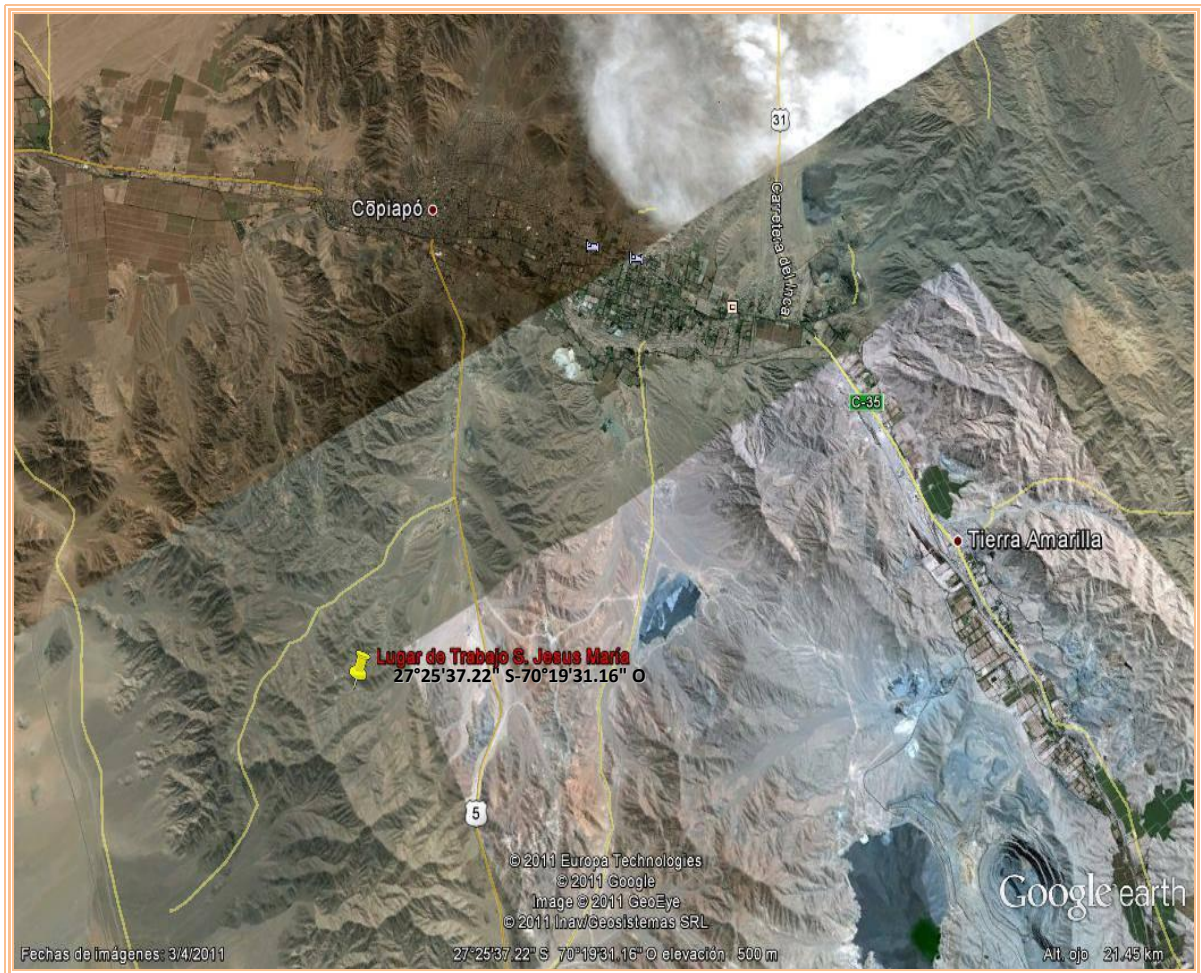 31
Copiapó
Carretera del Inca
C-35
Tierra Amarilla
Lugar de Trabajo S. Jesus María
27°25'37.22" S-70°19'31.16" O
5
© 2011 Europa Technologies
© 2011 Google
Image © 2011 GeoEye
© 2011 Inav/Geosistemas SRL
Google earth
Fechas de imágenes: 3/4/2011
27°25'37.22" S 70°19'31.16" O elevación 500 m
Alt. ojo 21.45 km